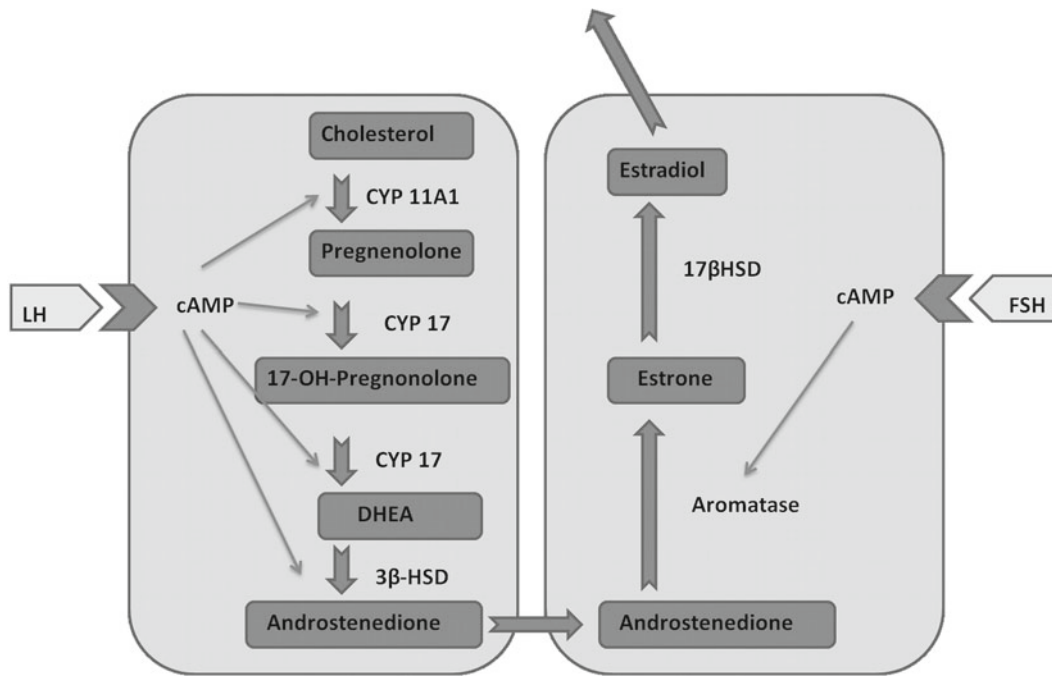 Cholesterol
CYP 11A1
Pregnenolone
LH
cAMP
CYP 17
17-OH-Pregnonolone
CYP 17
DHEA
3β-HSD
Androstenedione
Estradiol
17βHSD
cAMP
FSH
Estrone
Aromatase
Androstenedione